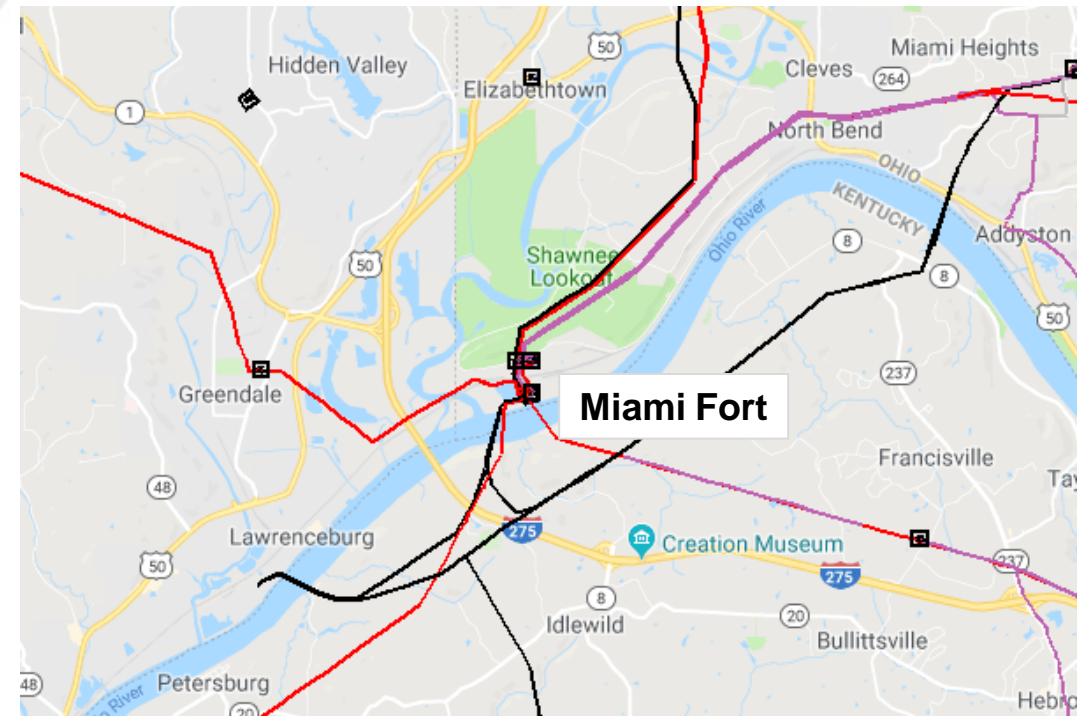 50
Miami Heights
Hidden Valley
Cleves
264
Elizabethtown
1
North Bend
OHIO
KENTUCKY
Ohio River
8
Addyston
Shawnee
Lookout
50
8
50
Greendale
237
Miami Fort
Francisville
48
Tay
Lawrenceburg
275
Creation Museum
237
50
275
8
20
Idlewild
Bullittsville
48
Petersburg
Hebro
River
20